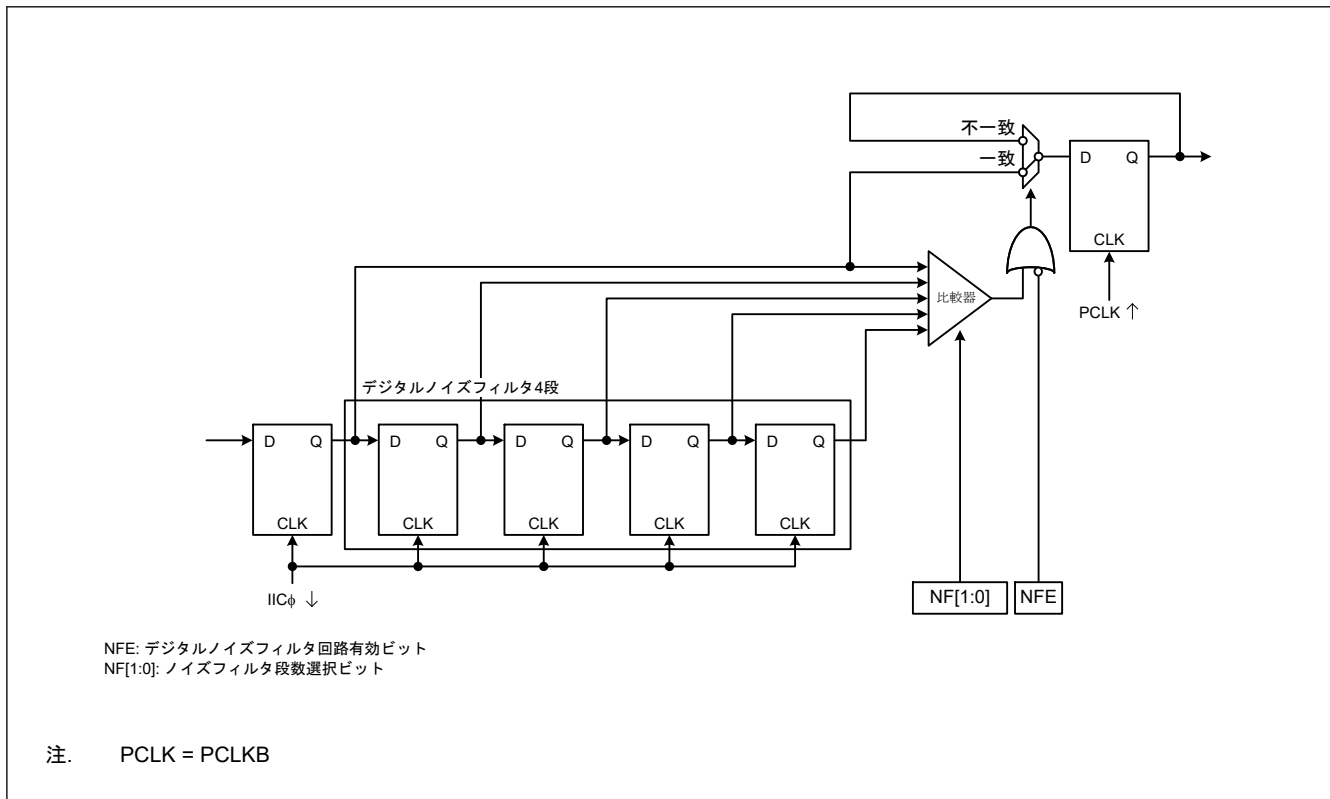 不一致
一致
D Q
CLK
PCLK ↑
比較器
デジタルノイズフィルタ4段
D Q D Q D Q D Q D Q
CLK CLK CLK CLK CLK
IICφ ↓
NF[1:0] NFE
NFE: デジタルノイズフィルタ回路有効ビット
NF[1:0]: ノイズフィルタ段数選択ビット
注. PCLK = PCLKB